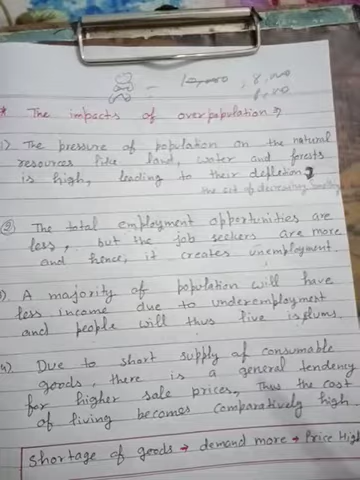 - 10,000, 8,000
* The impacts of overpopulation ⇒
1) The pressure of population on the natural
resources like land, water and forests
is high, leading to their depletion
the act of decreasing
② The total employment opportunities are
less, but the job seekers are more
and hence, it creates unemployment.
3) A majority of population will have
less income due to underemployment
and people will thus live in slums.
4) Due to short supply of consumable
goods, there is a general tendency
for higher sale prices, Thus the cost
of living becomes comparatively high
Shortage of goods → demand more → Price High